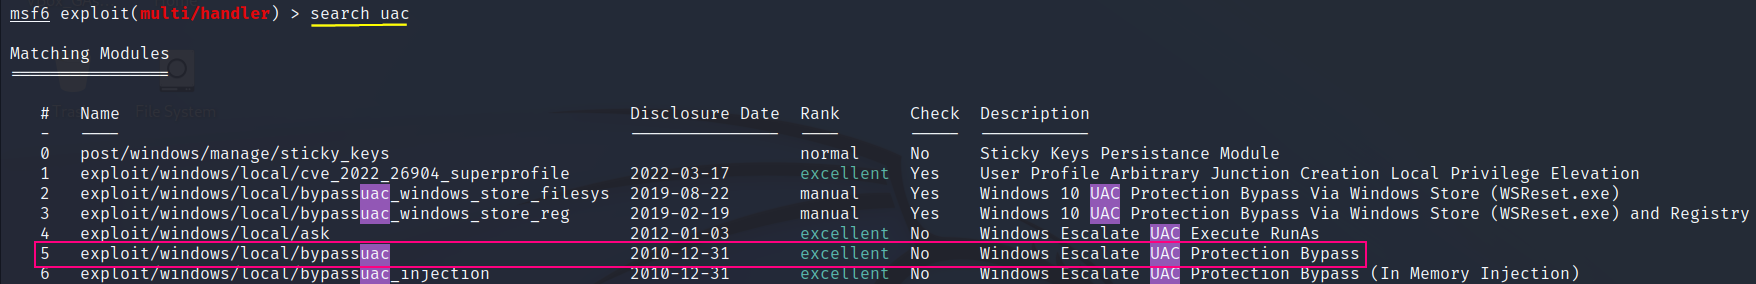 msf6 exploit(multi/handler) > search uac
Matching Modules
================
# Name Disclosure Date Rank Check Description
- ---- --------------- ---- ----- -----------
0 post/windows/manage/sticky_keys normal No Sticky Keys Persistance Module
1 exploit/windows/local/cve_2022_26904_superprofile 2022-03-17 excellent Yes User Profile Arbitrary Junction Creation Local Privilege Elevation
2 exploit/windows/local/bypassuac_windows_store_filesys 2019-08-22 manual Yes Windows 10 UAC Protection Bypass Via Windows Store (WSReset.exe)
3 exploit/windows/local/bypassuac_windows_store_reg 2019-02-19 manual Yes Windows 10 UAC Protection Bypass Via Windows Store (WSReset.exe) and Registry
4 exploit/windows/local/ask 2012-01-03 excellent No Windows Escalate UAC Execute RunAs
5 exploit/windows/local/bypassuac 2010-12-31 excellent No Windows Escalate UAC Protection Bypass
6 exploit/windows/local/bypassuac_injection 2010-12-31 excellent No Windows Escalate UAC Protection Bypass (In Memory Injection)
File System